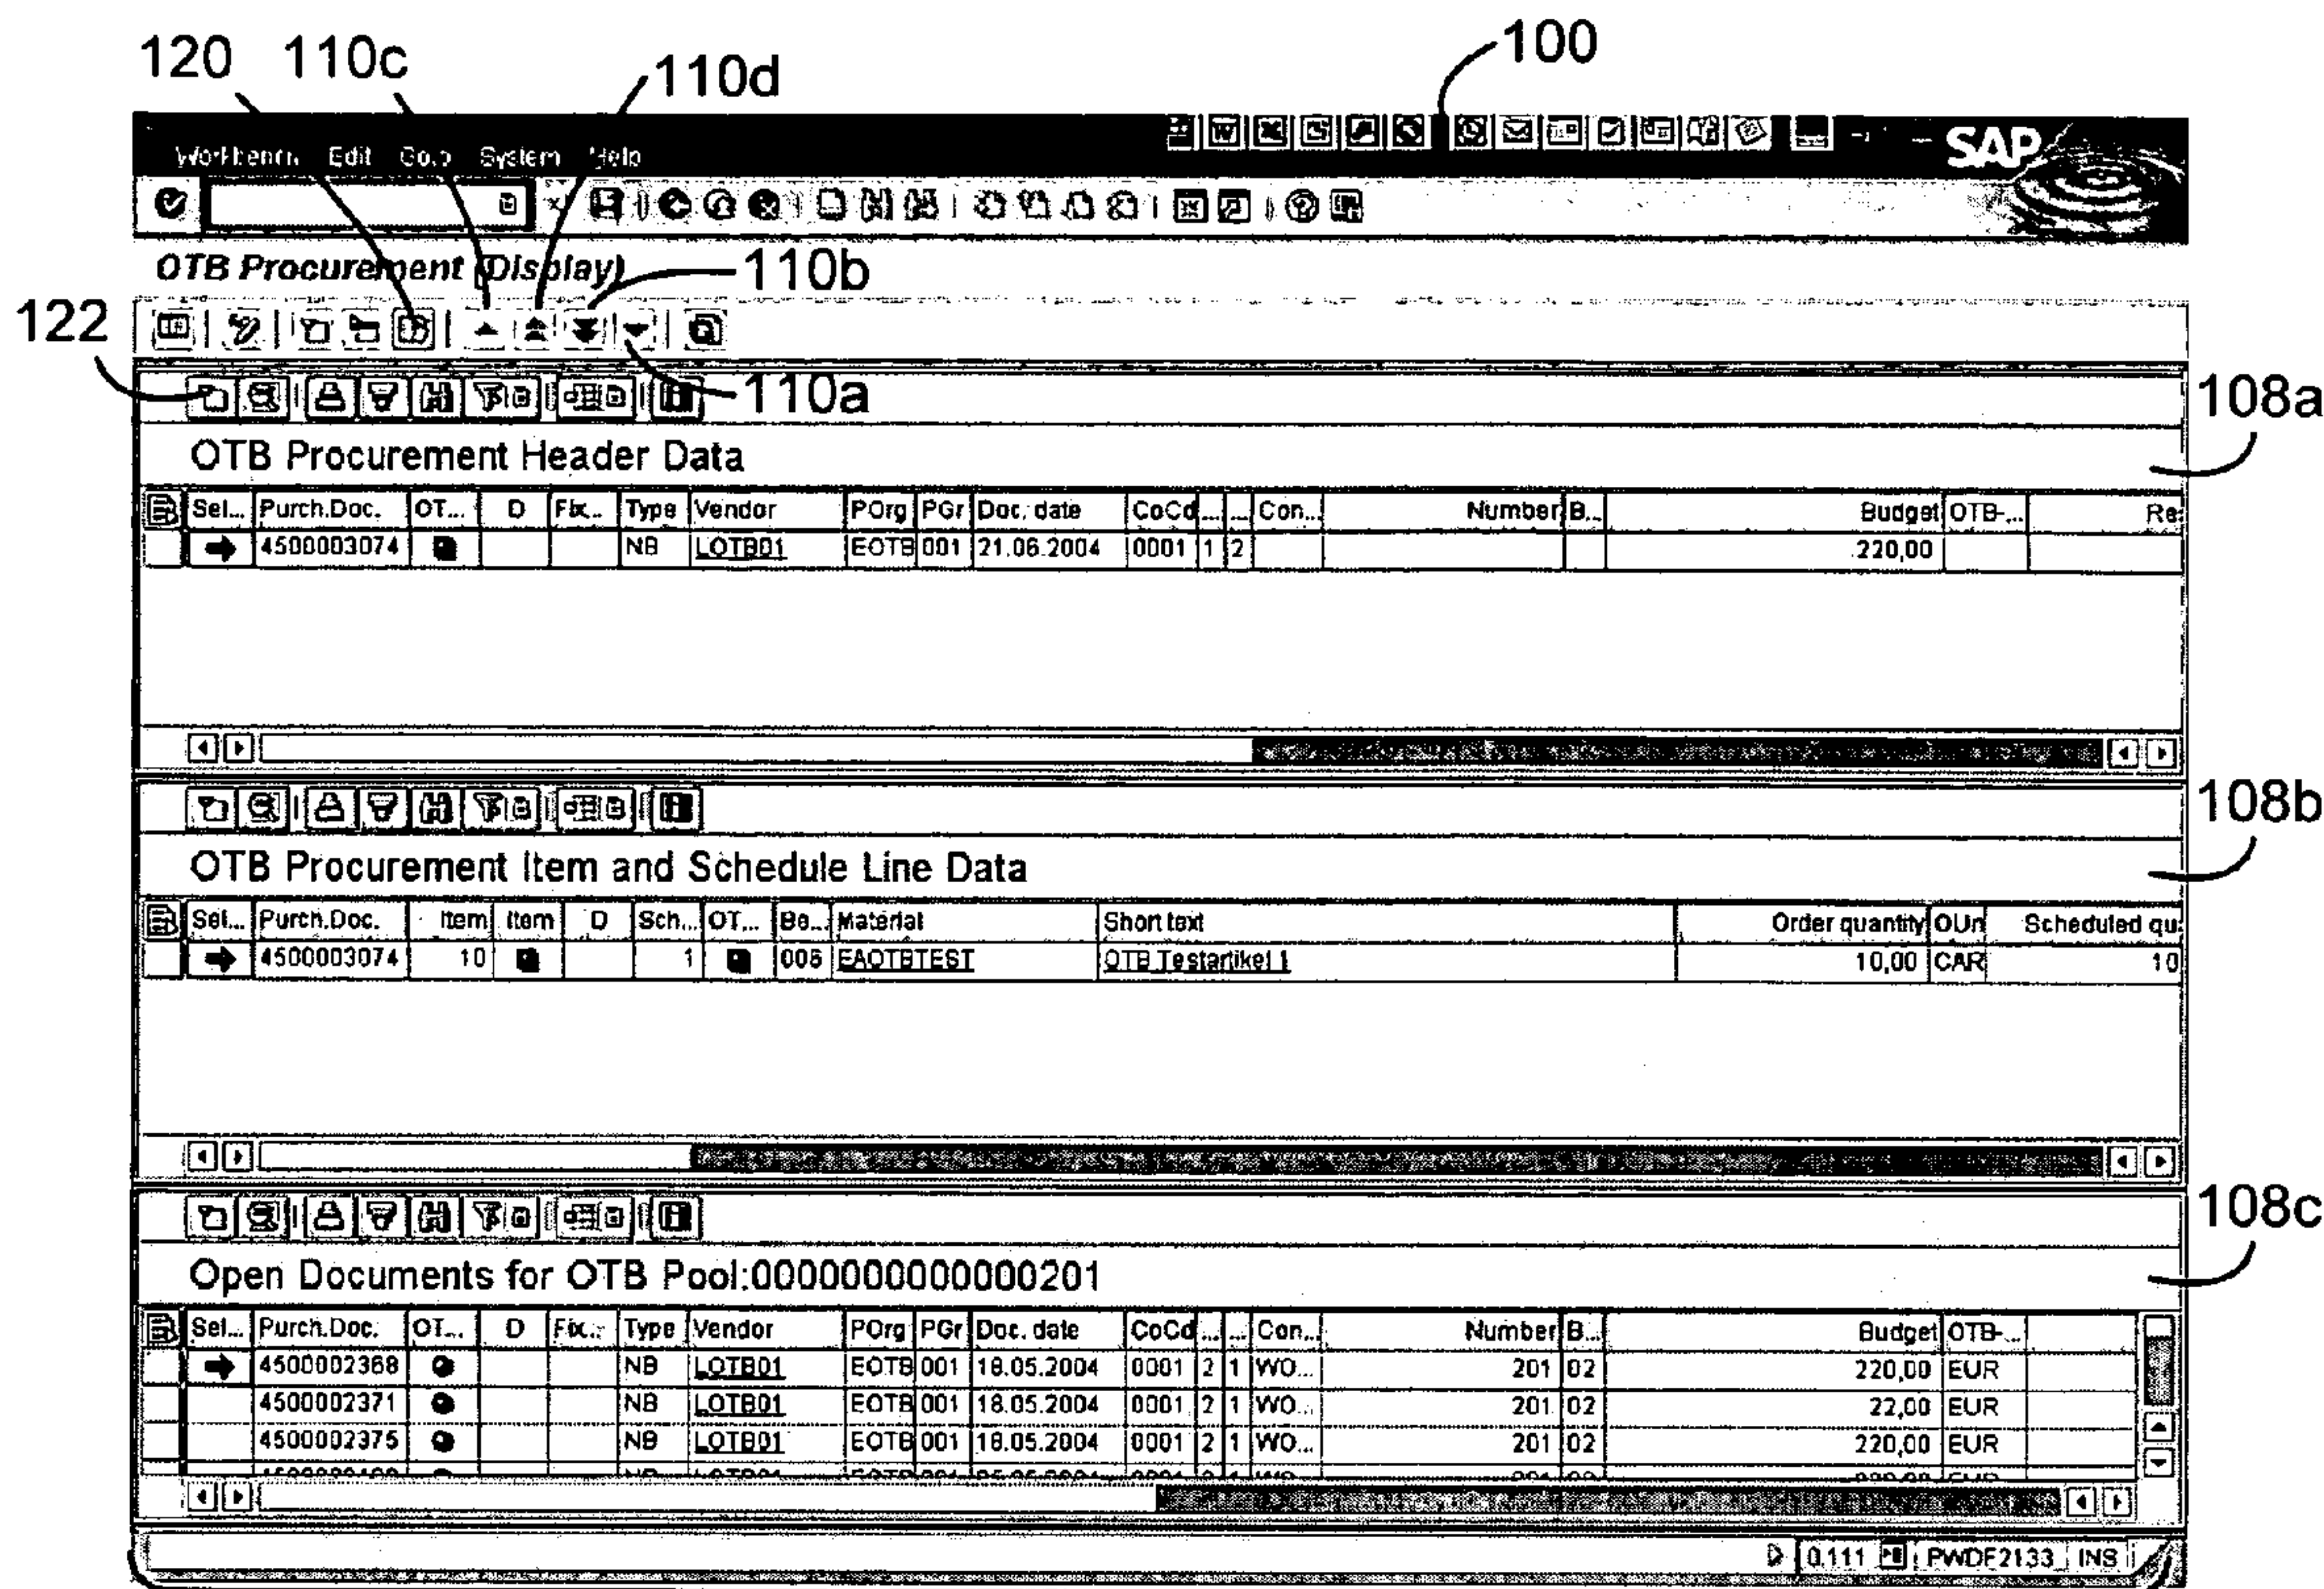 120 110c 110d 100
Edit System Help
SAP
OTB Procurement (Display)
110b
122
110a
108a
OTB Procurement Header Data
Sel... Purch.Doc. OT... D Fix... Type Vendor POrg PGr Doc. date CoCd ... ... Con... Number B... Budget OTB-... Re
4500003074 NB LOTB01 EOTB 001 21.06.2004 0001 1 2 220,00
108b
OTB Procurement Item and Schedule Line Data
Sel... Purch.Doc. Item Item D Sch... OT... Be... Material Short text Order quantity OUn Scheduled qu
4500003074 10 1 006 EAOTBTEST OTB Testartikel 1 10,00 CAR 10
108c
Open Documents for OTB Pool:0000000000000201
Sel... Purch.Doc. OT... D Fix... Type Vendor POrg PGr Doc. date CoCd ... ... Con... Number B... Budget OTB-...
4500002368 NB LOTB01 EOTB 001 18.05.2004 0001 2 1 WO... 201 02 220,00 EUR
4500002371 NB LOTB01 EOTB 001 18.05.2004 0001 2 1 WO... 201 02 22,00 EUR
4500002375 NB LOTB01 EOTB 001 18.05.2004 0001 2 1 WO... 201 02 220,00 EUR
0.111 PWDF2133 INS